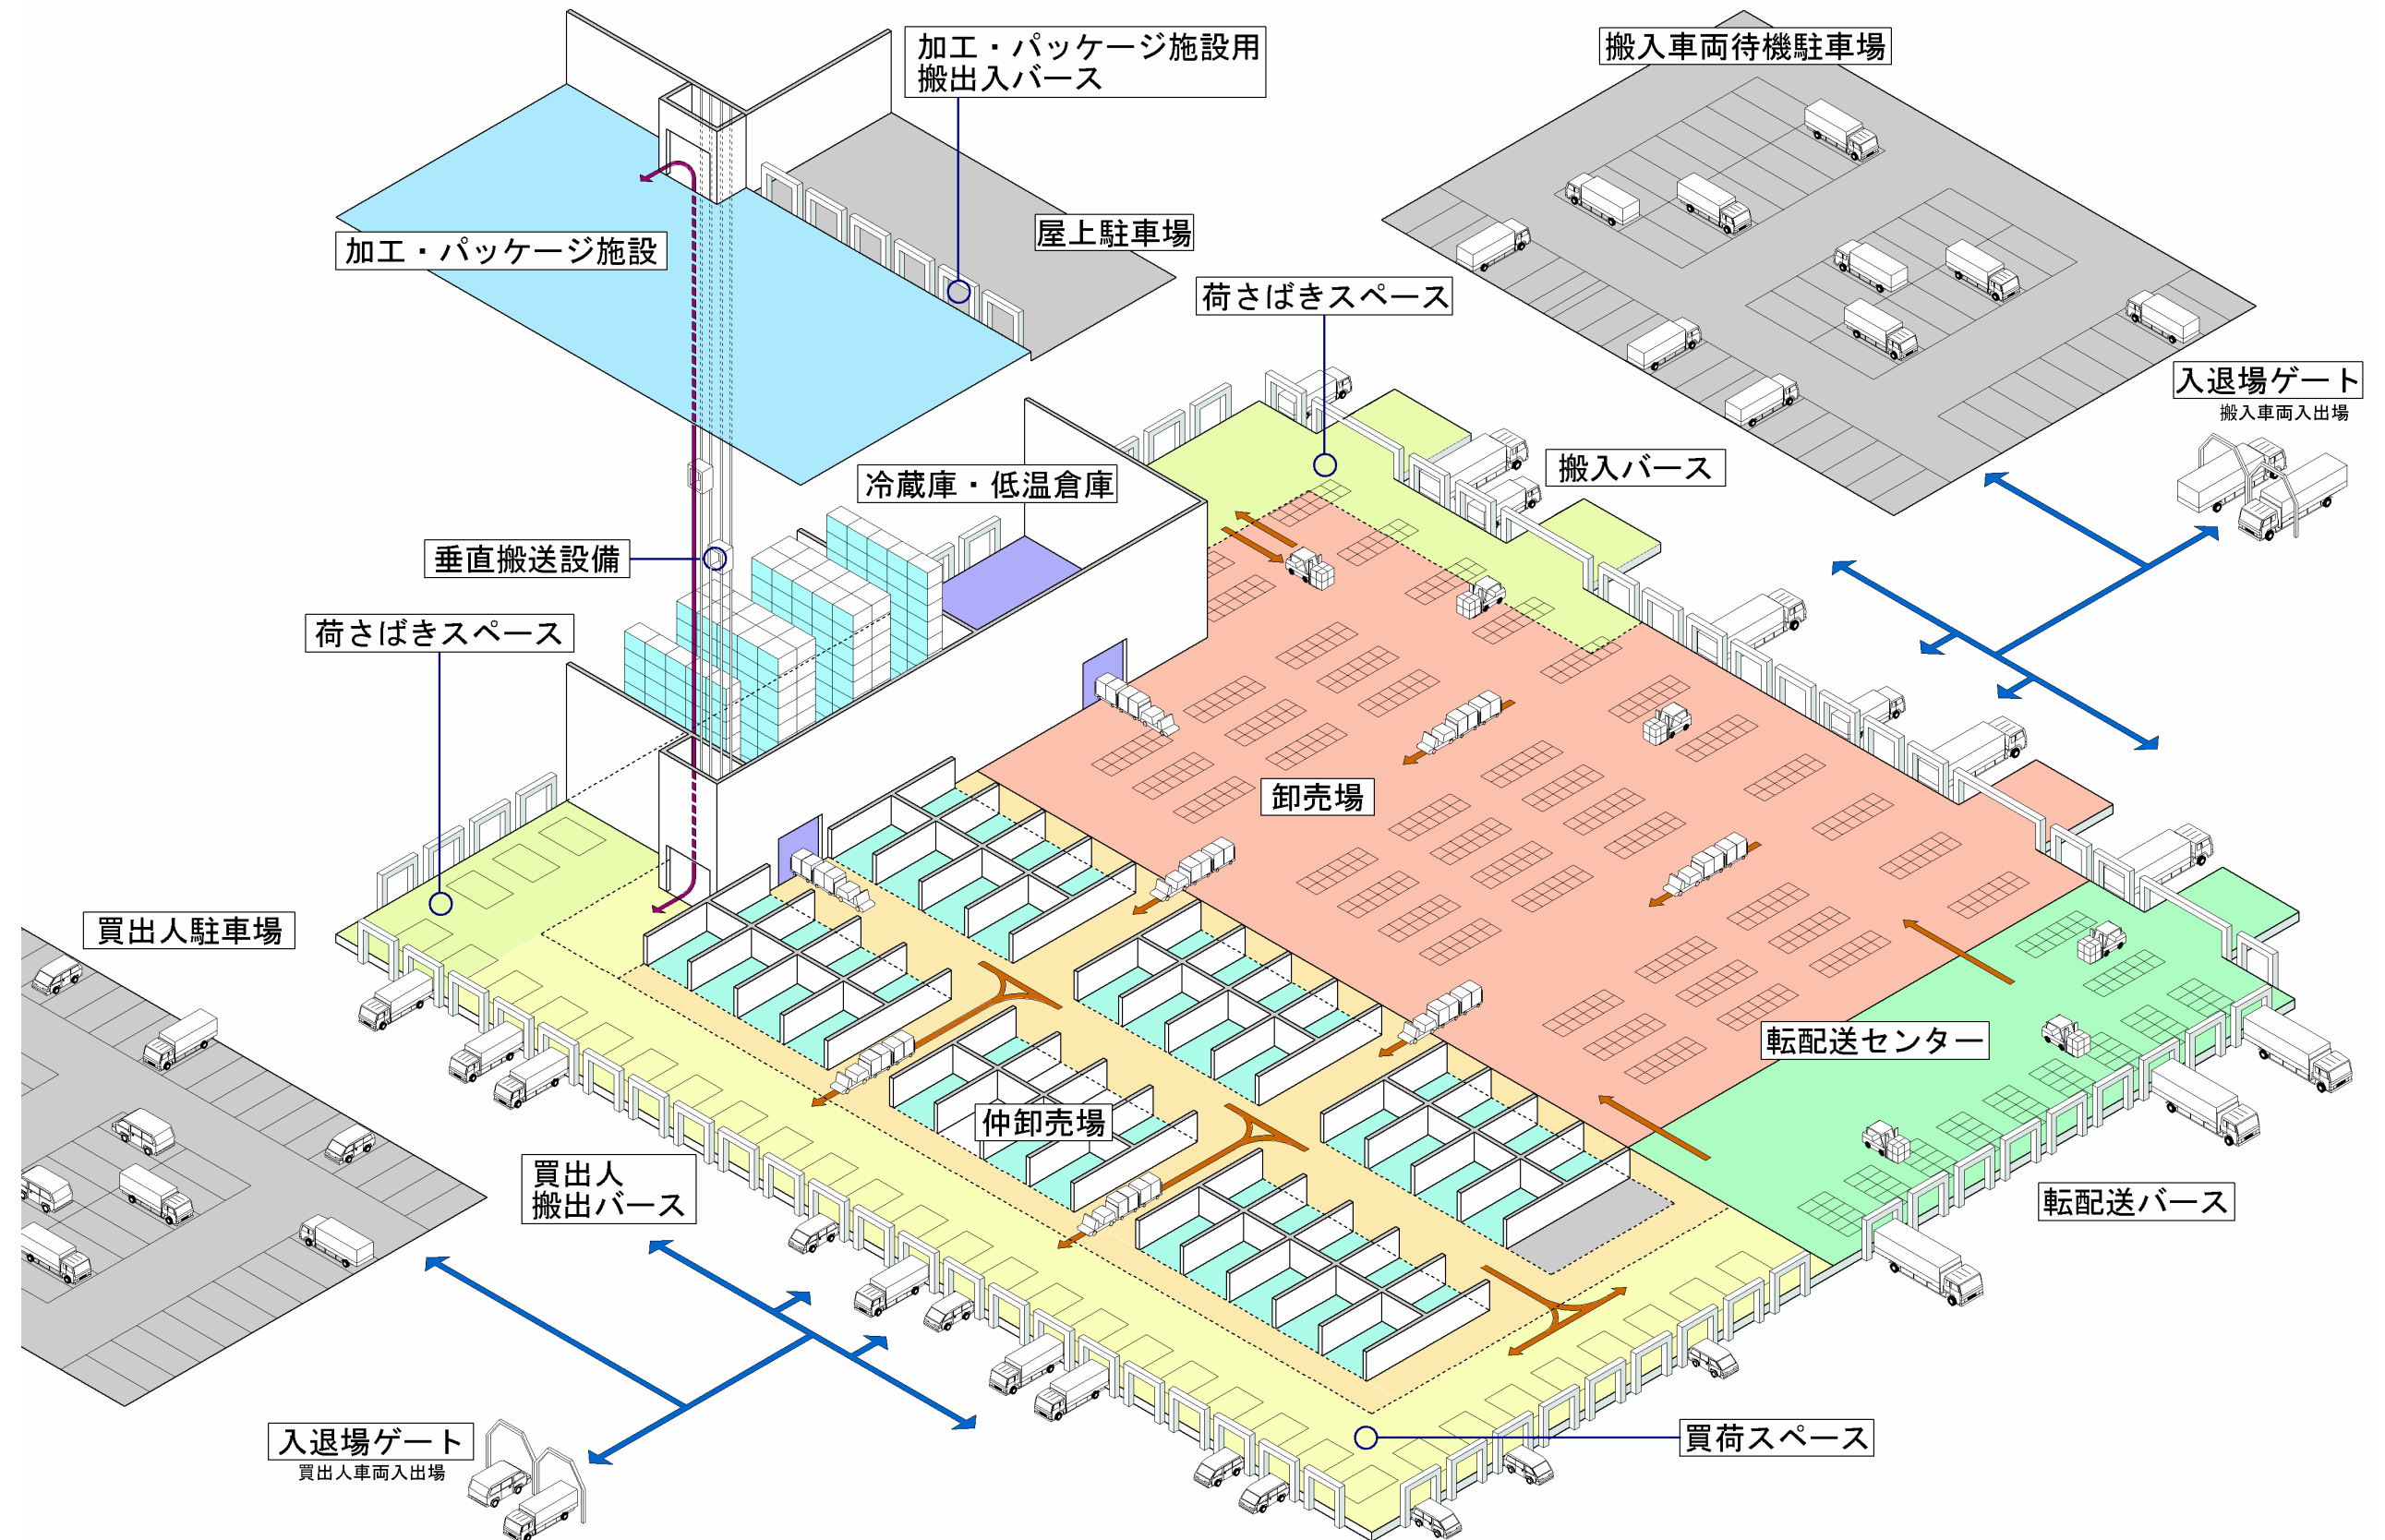 加工・パッケージ施設用
搬出入バース
搬入車両待機駐車場
屋上駐車場
加工・パッケージ施設
荷さばきスペース
入退場ゲート
搬入車両入出場
搬入バース
冷蔵庫・低温倉庫
垂直搬送設備
荷さばきスペース
卸売場
買出人駐車場
転配送センター
仲卸売場
買出人
搬出バース
転配送バース
入退場ゲート
買出人車両入出場
買荷スペース